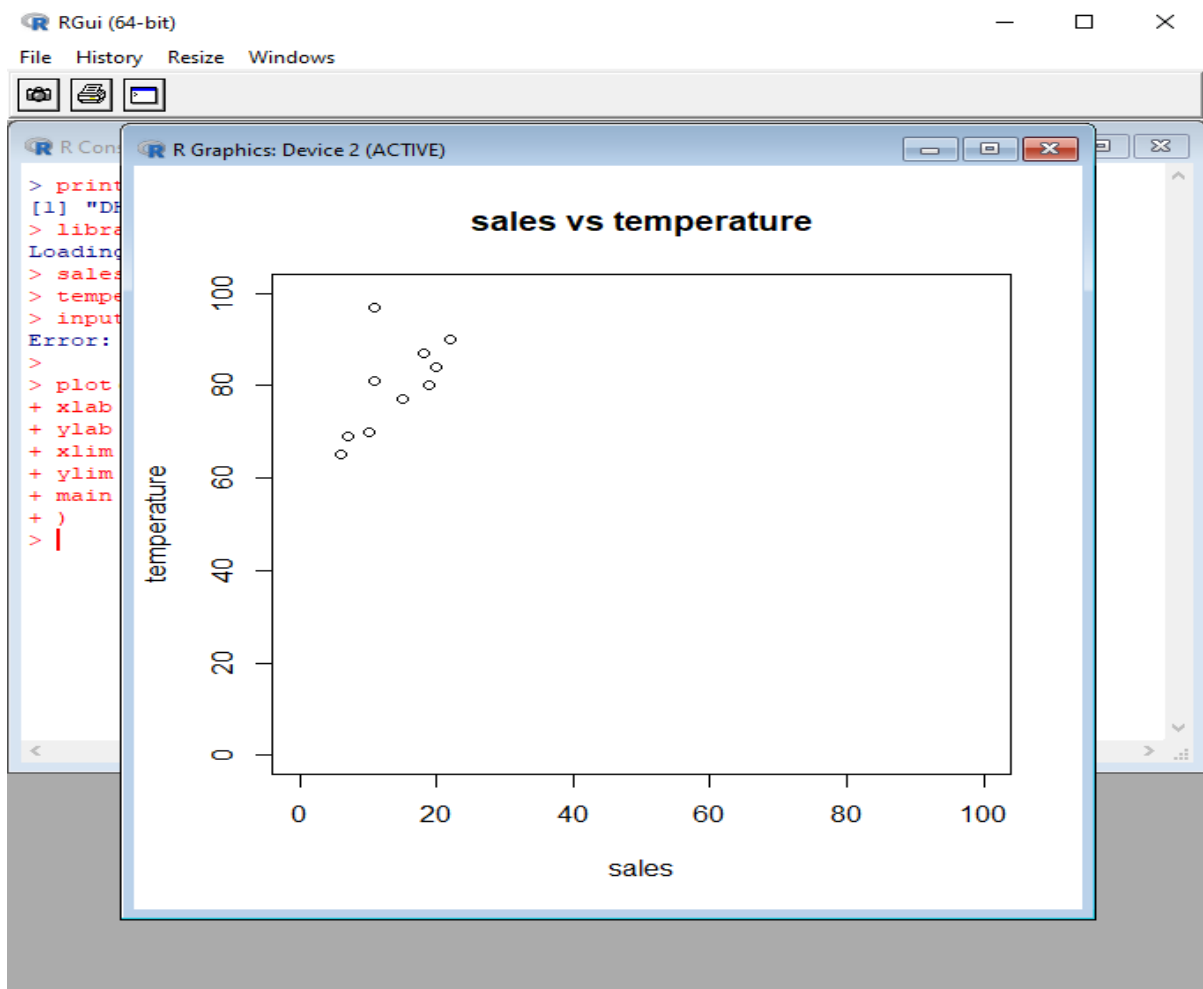 RGui (64-bit)
File History Resize Windows
R Cons
R Graphics: Device 2 (ACTIVE)
> print
[1] "DH
> libra
Loading
> sales
> tempe
> input
Error:
>
> plot
+ xlab
+ ylab
+ xlim
+ ylim
+ main
+ )
>
sales vs temperature
100
80
60
40
20
0
temperature
0 20 40 60 80 100
sales